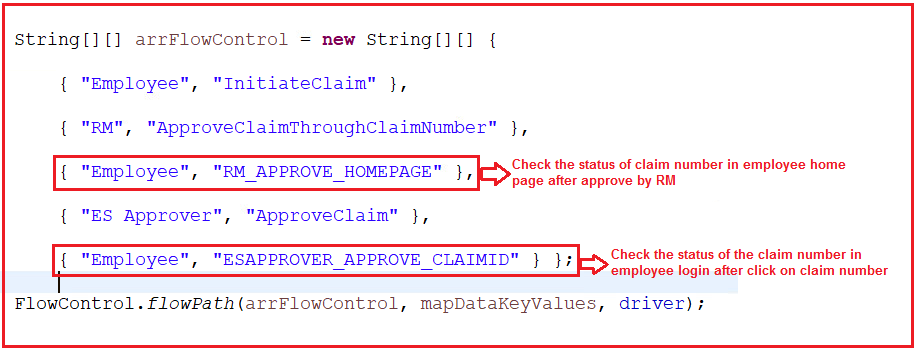 String[][] arrFlowControl = new String[][] {
{ "Employee", "InitiateClaim" },
{ "RM", "ApproveClaimThroughClaimNumber" },
{ "Employee", "RM_APPROVE_HOMEPAGE" },
Check the status of claim number in employee home
page after approve by RM
{ "ES Approver", "ApproveClaim" },
{ "Employee", "ESAPPROVER_APPROVE_CLAIMID" } };
Check the status of the claim number in
employee login after click on claim number
FlowControl.flowPath(arrFlowControl, mapDataKeyValues, driver);